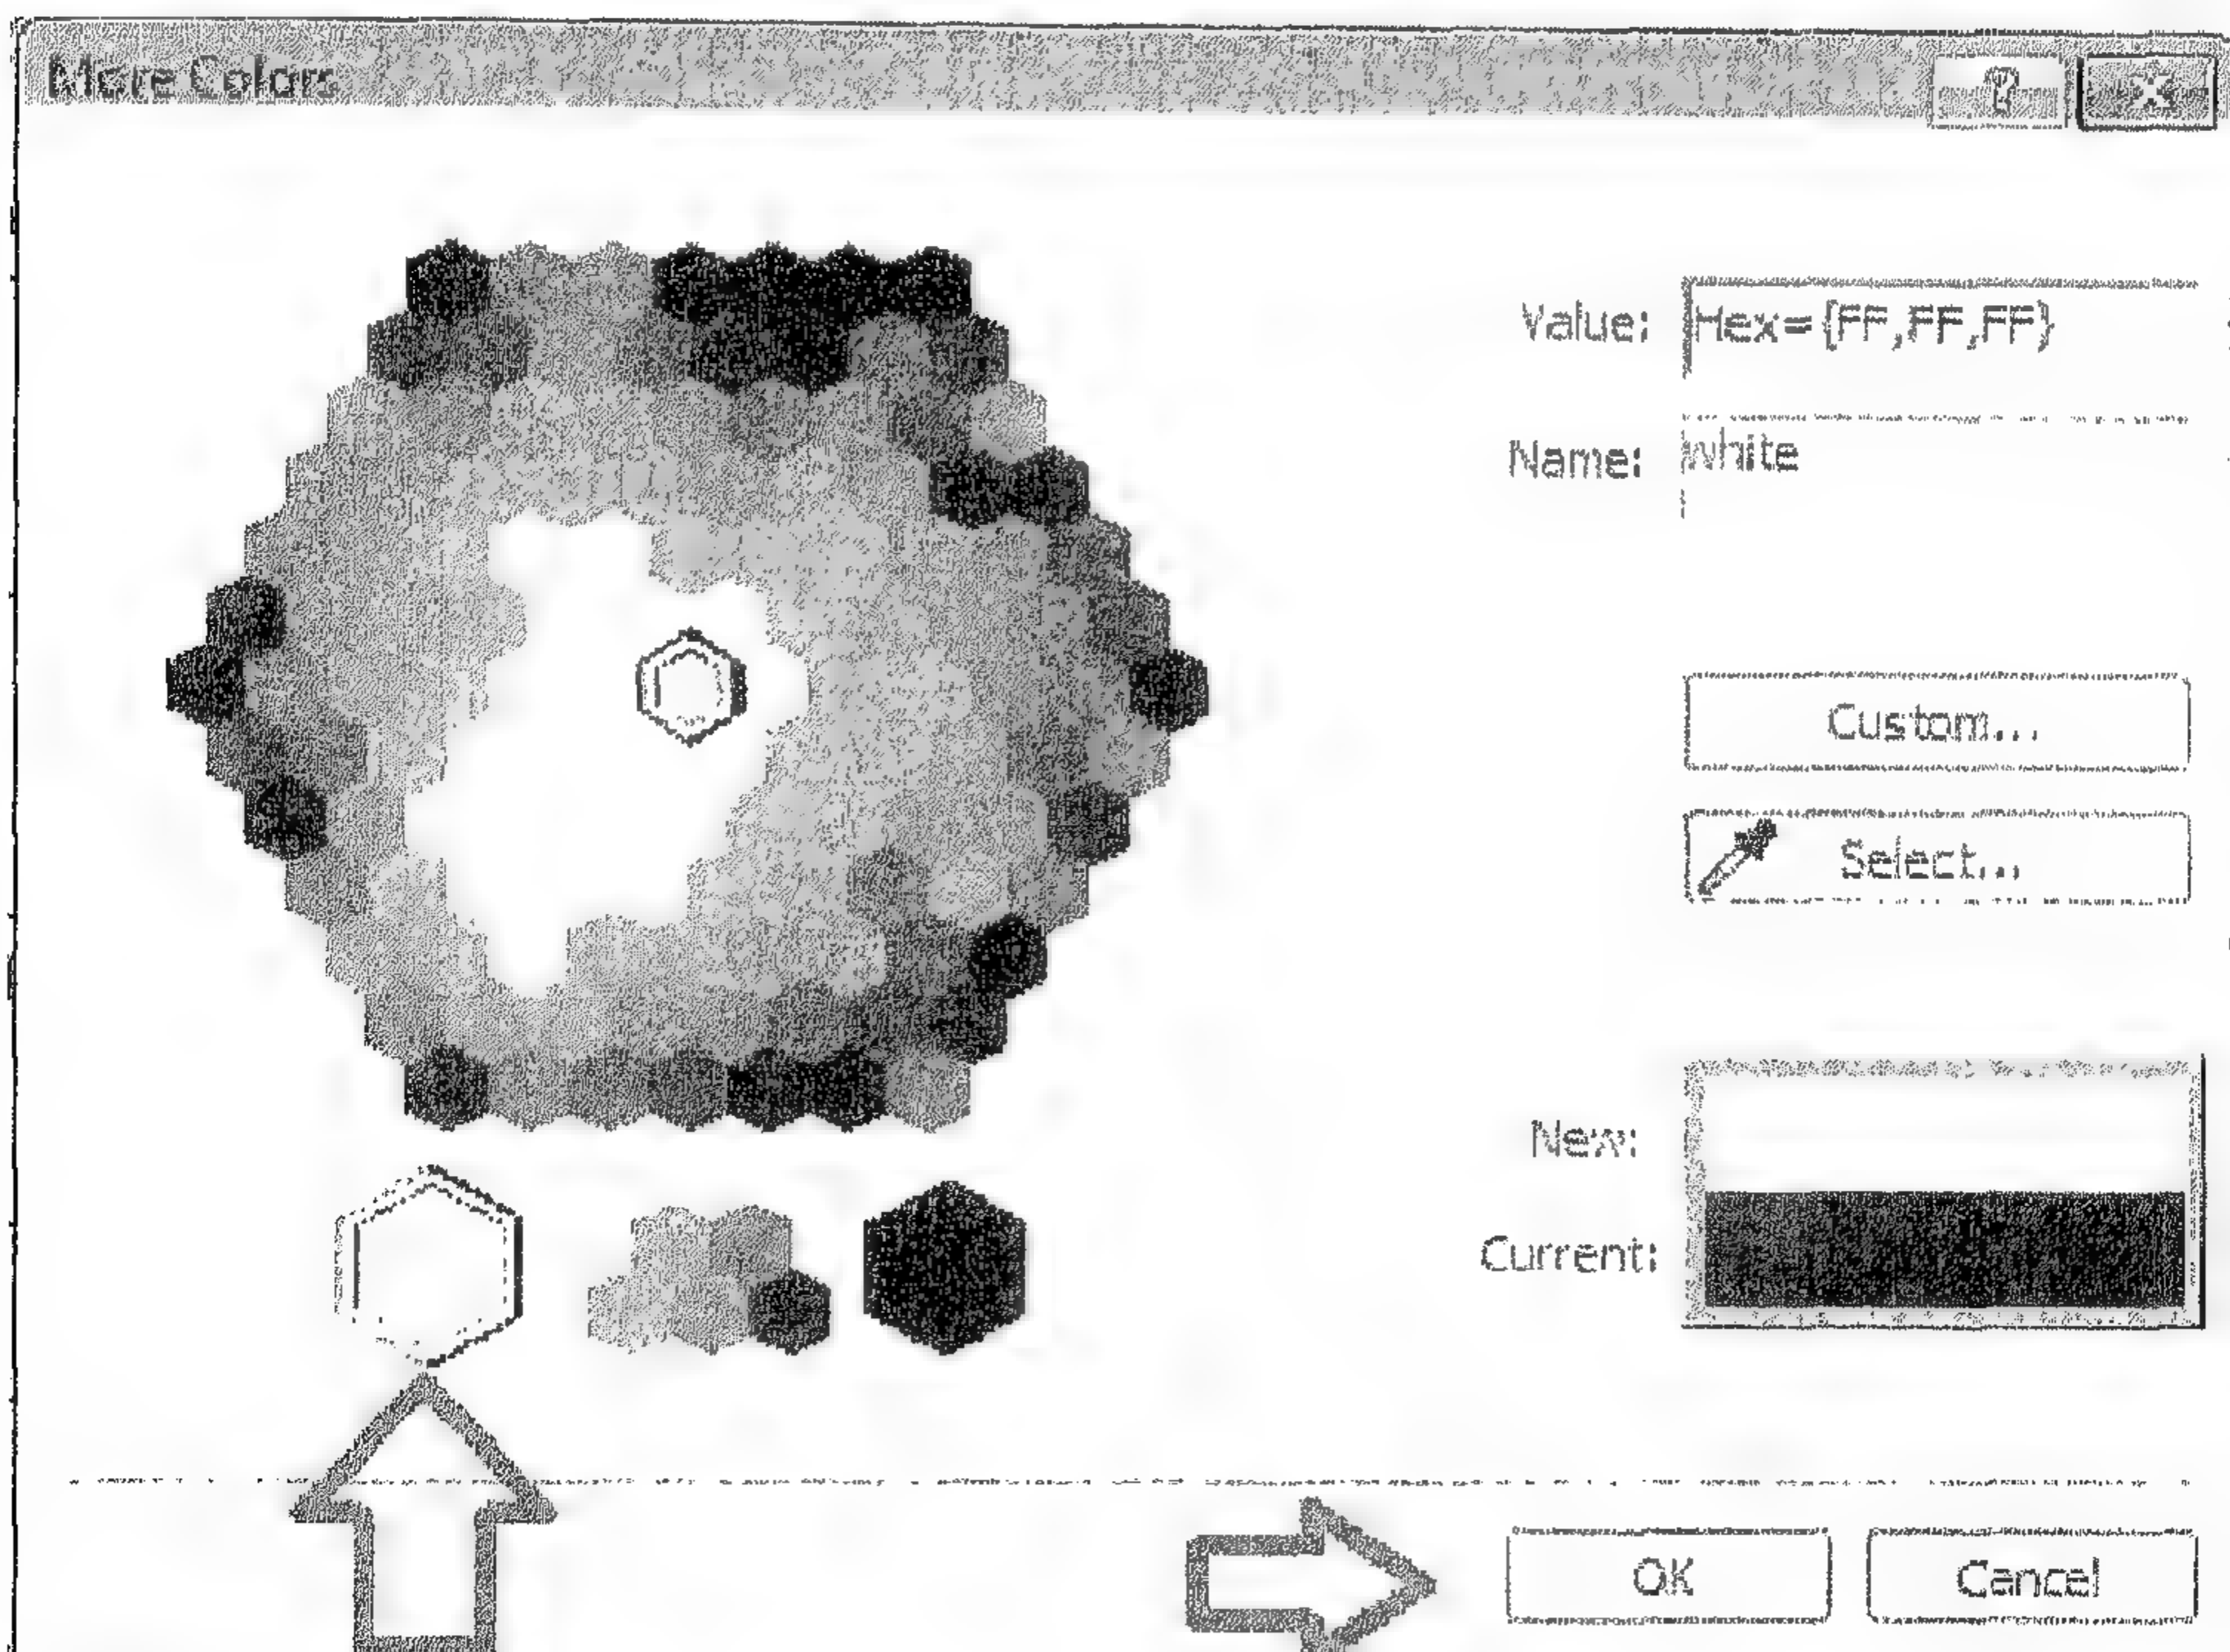 More Colors
?
X
Value: Hex={FF,FF,FF}
Name: White
Custom...
Select...
New:
Current:
OK
Cancel